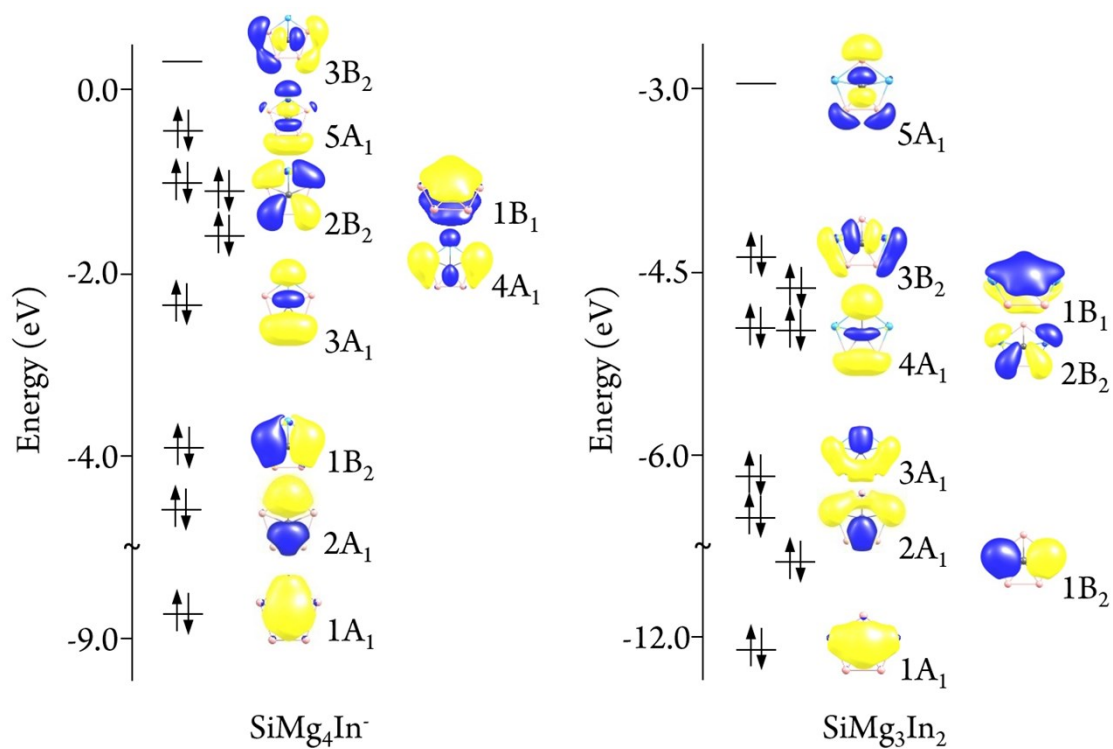 3B₂
0.0
5A₁
2B₂
1B₁
-2.0
4A₁
3A₁
Energy (eV)
-4.0
1B₂
2A₁
~
1A₁
-9.0
SiMg₄In⁻
-3.0
5A₁
-4.5
3B₂
1B₁
4A₁
2B₂
Energy (eV)
-6.0
3A₁
2A₁
~
1B₂
-12.0
1A₁
SiMg₃In₂